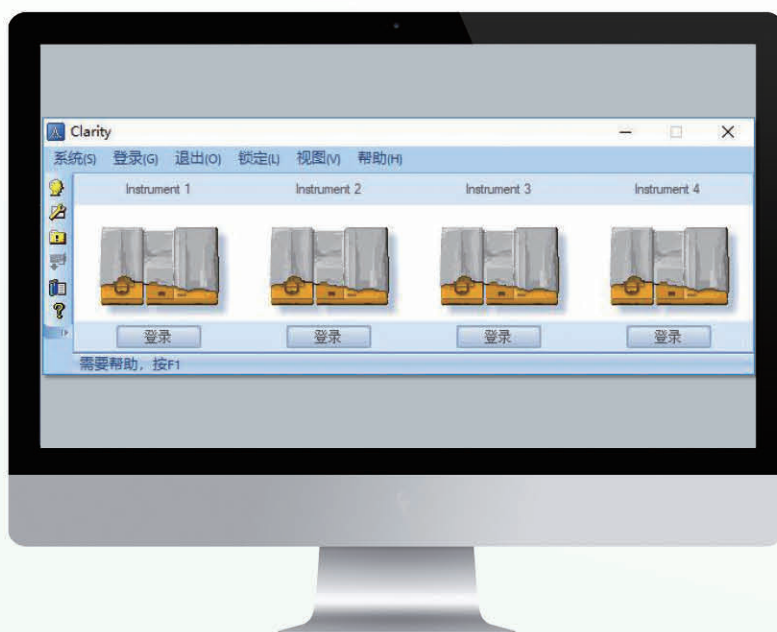 Clarity
系统(S) 登录(G) 退出(O) 锁定(L) 视图(V) 帮助(H)
Instrument 1 Instrument 2 Instrument 3 Instrument 4
登录 登录 登录 登录
需要帮助，按F1